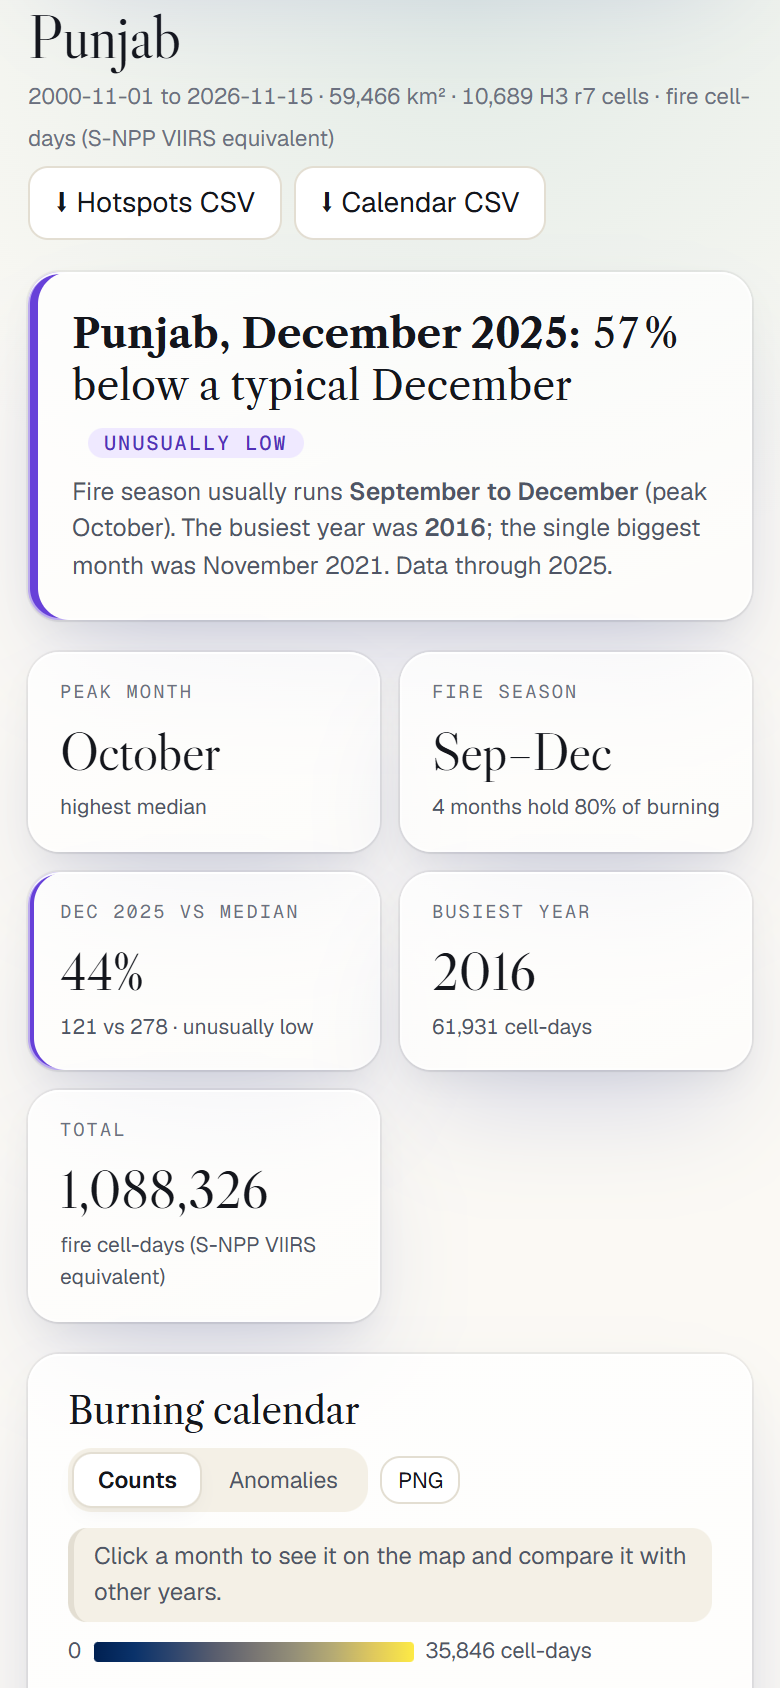 Punjab
2000-11-01 to 2026-11-15 · 59,466 km² · 10,689 H3 r7 cells · fire cell-
days (S-NPP VIIRS equivalent)
⭳ Hotspots CSV
⭳ Calendar CSV
Punjab, December 2025: 57%
below a typical December
UNUSUALLY LOW
Fire season usually runs September to December (peak
October). The busiest year was 2016; the single biggest
month was November 2021. Data through 2025.
PEAK MONTH
October
highest median
FIRE SEASON
Sep–Dec
4 months hold 80% of burning
DEC 2025 VS MEDIAN
44%
121 vs 278 · unusually low
BUSIEST YEAR
2016
61,931 cell-days
TOTAL
1,088,326
fire cell-days (S-NPP VIIRS
equivalent)
Burning calendar
Counts
Anomalies
PNG
Click a month to see it on the map and compare it with
other years.
0
35,846 cell-days